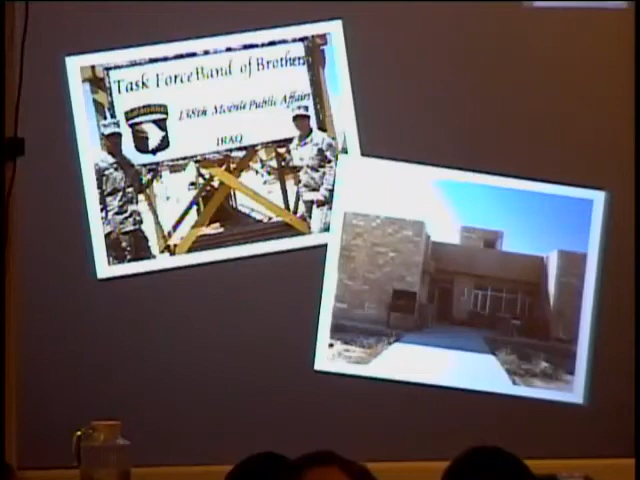 Task Force Band of Brothers
138th Mobile Public Affairs
IRAQ